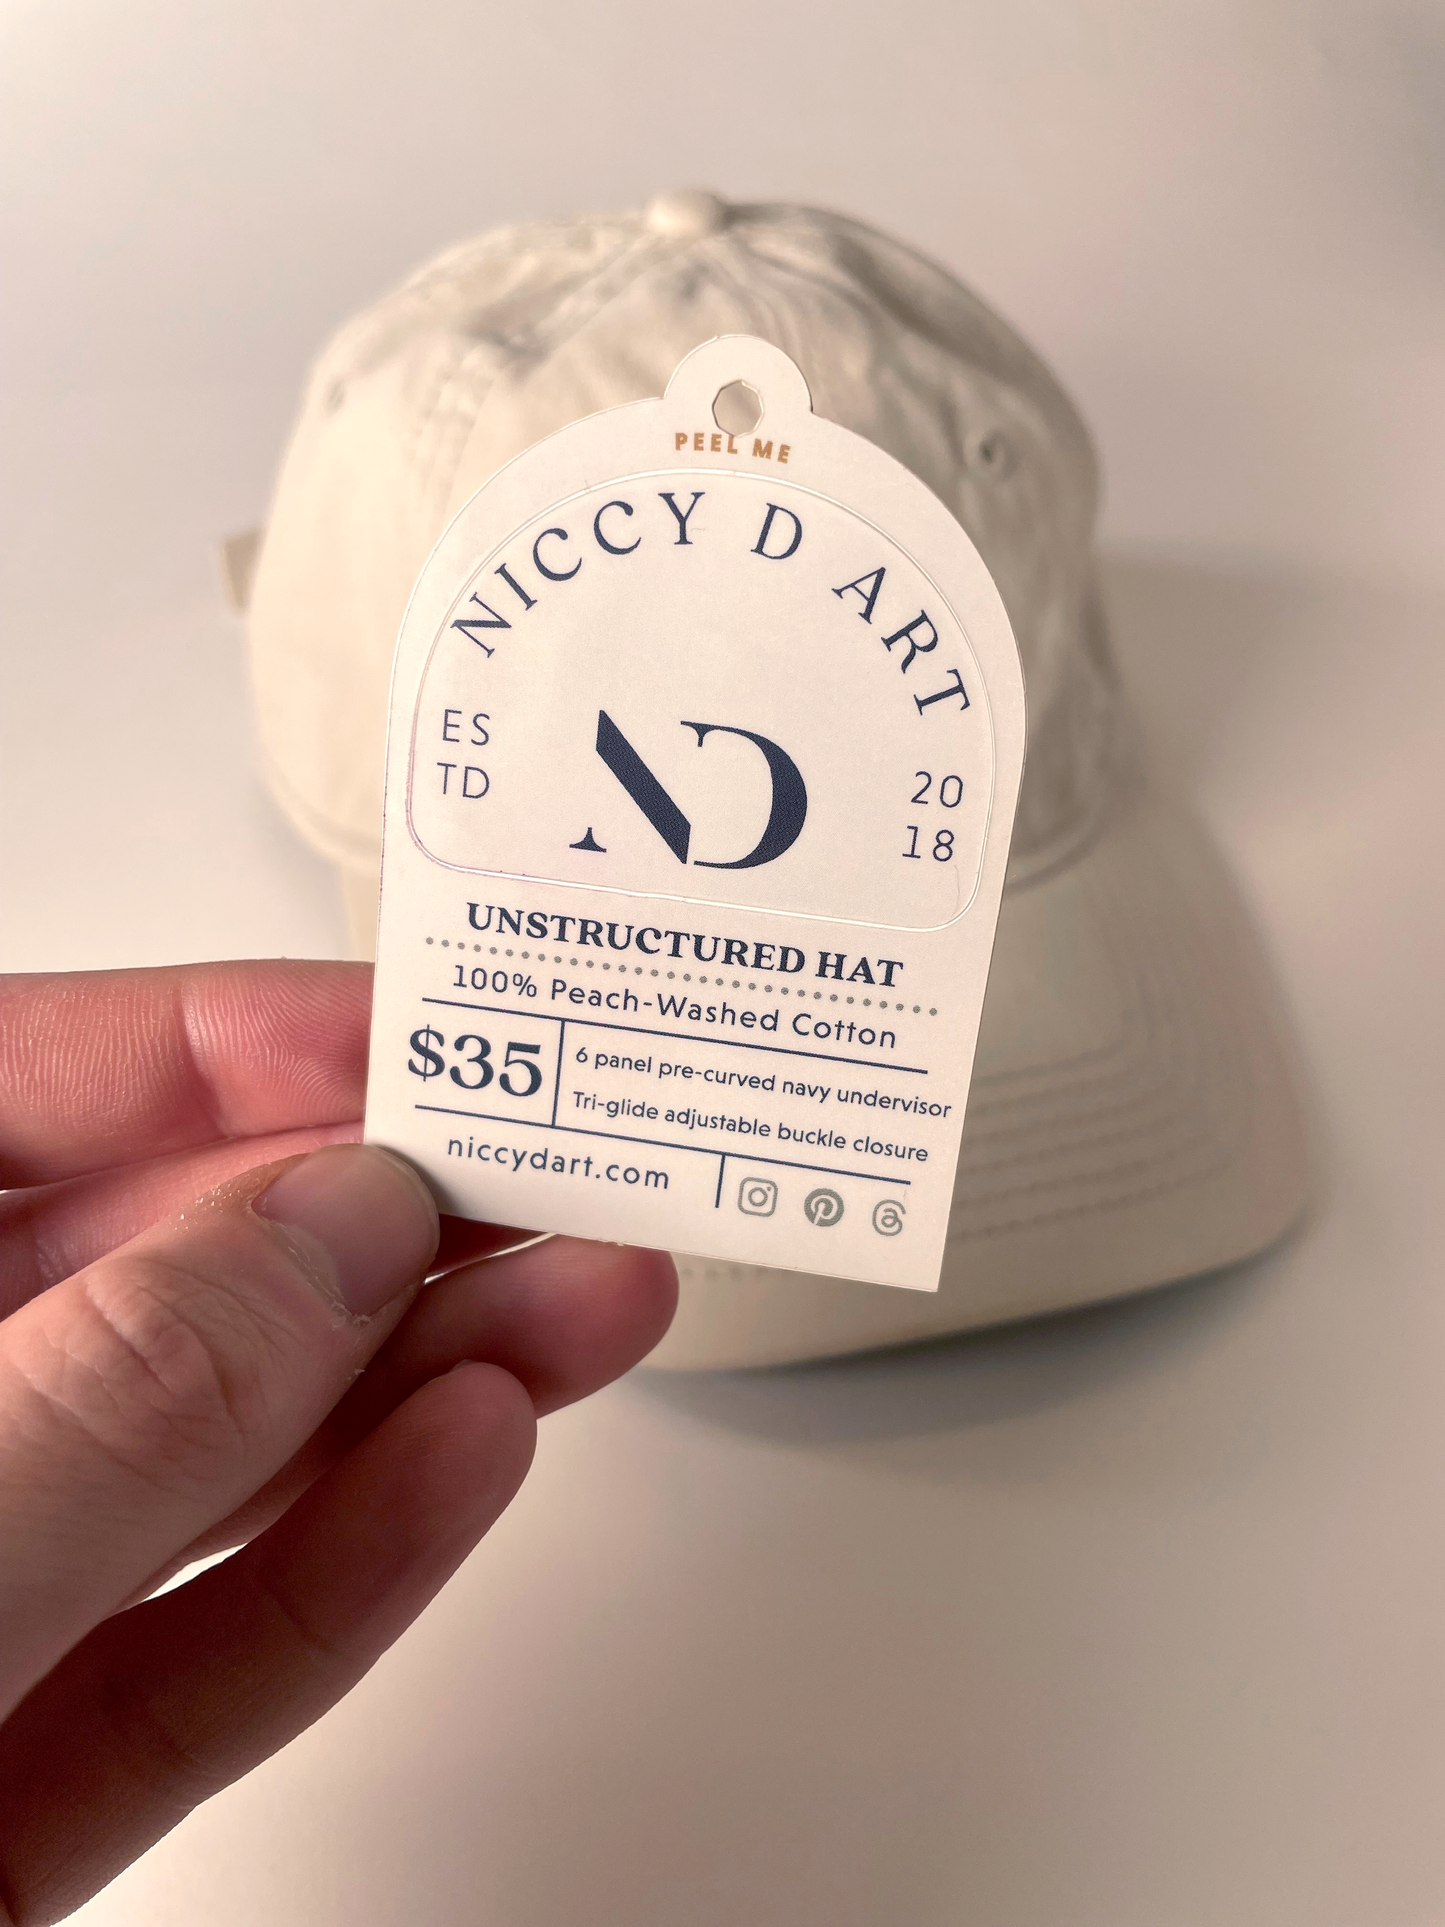 PEEL ME
NICCY D ART
ES
TD
ND
20
18
UNSTRUCTURED HAT
100% Peach-Washed Cotton
$35
6 panel pre-curved navy undervisor
Tri-glide adjustable buckle closure
niccydart.com